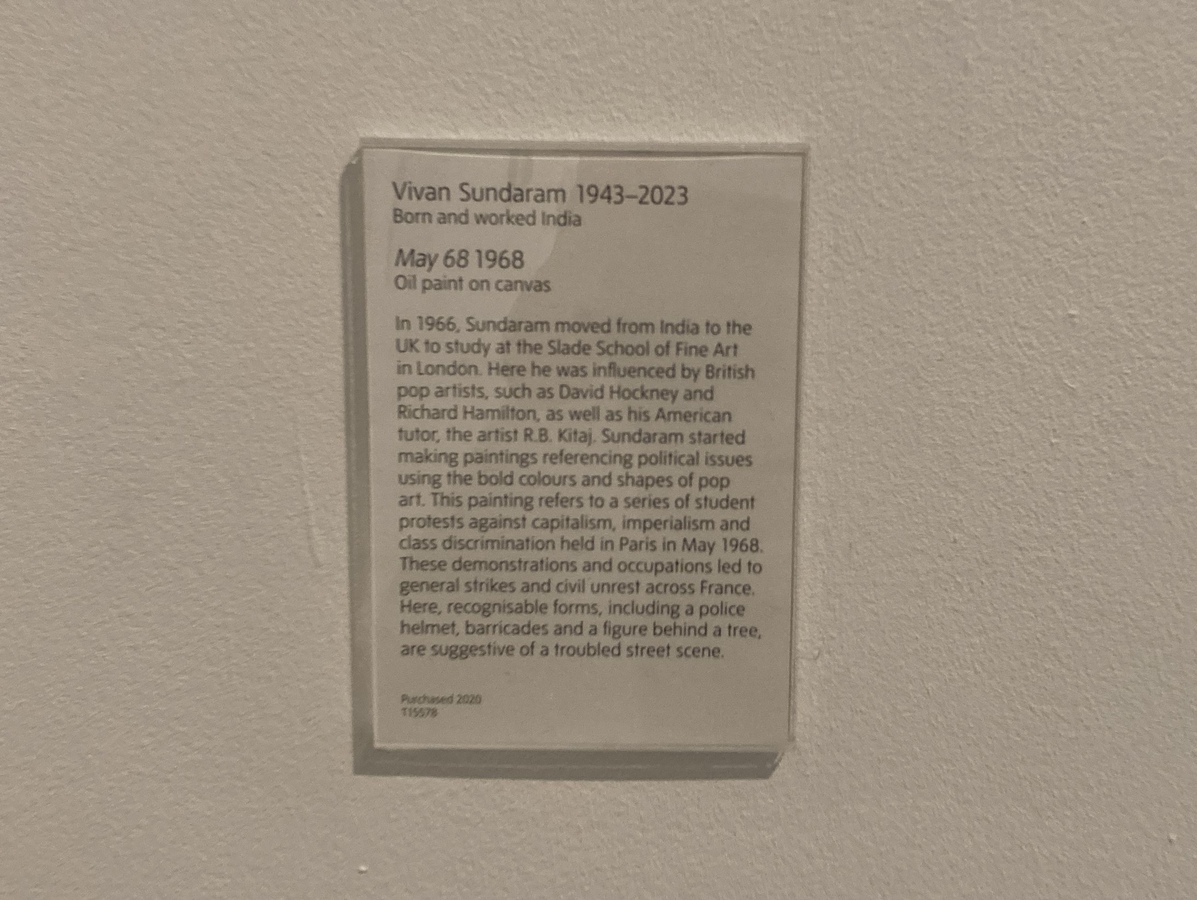 Vivan Sundaram 1943–2023
Born and worked India
May 68 1968
Oil paint on canvas
In 1966, Sundaram moved from India to the
UK to study at the Slade School of Fine Art
in London. Here he was influenced by British
pop artists, such as David Hockney and
Richard Hamilton, as well as his American
tutor, the artist R.B. Kitaj. Sundaram started
making paintings referencing political issues
using the bold colours and shapes of pop
art. This painting refers to a series of student
protests against capitalism, imperialism and
class discrimination held in Paris in May 1968.
These demonstrations and occupations led to
general strikes and civil unrest across France.
Here, recognisable forms, including a police
helmet, barricades and a figure behind a tree,
are suggestive of a troubled street scene.
Purchased 2020
T15578